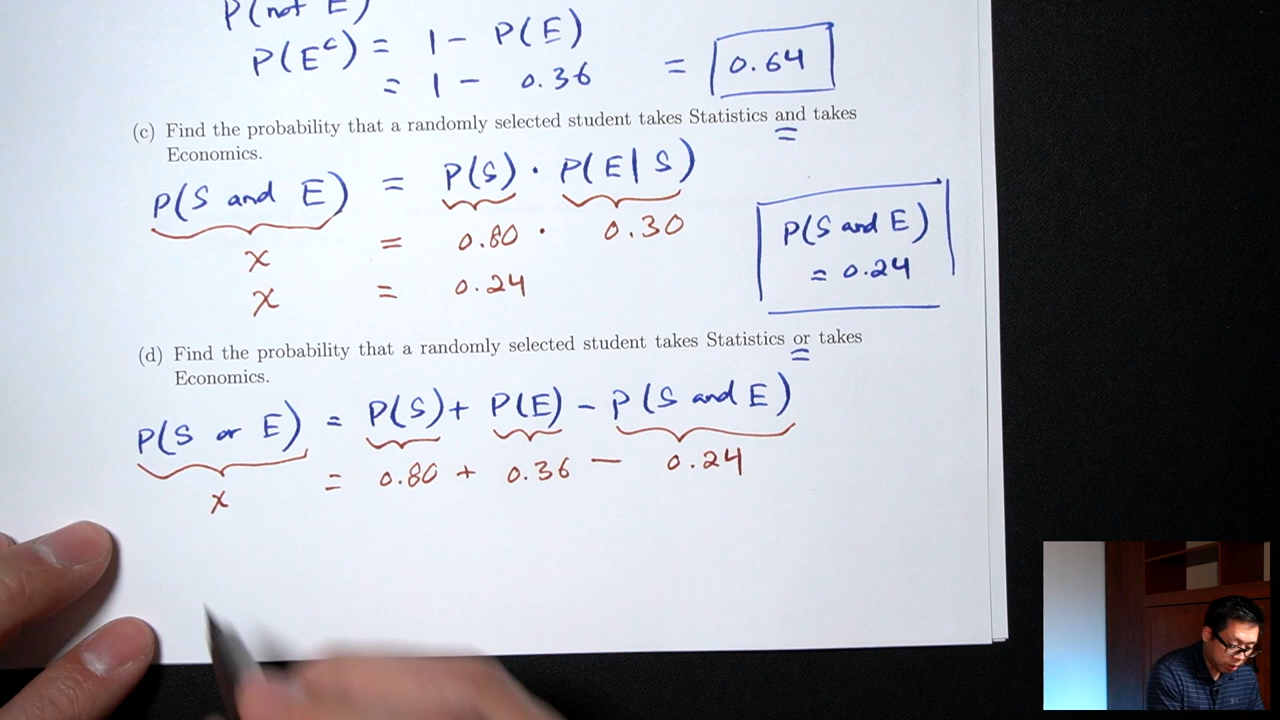 P(not E)
P(Eᶜ) = 1 - P(E)
= 1 - 0.36 = 0.64
(c) Find the probability that a randomly selected student takes Statistics and takes
Economics.
P(S and E) = P(S) · P(E | S)
x = 0.80 · 0.30
x = 0.24
P(S and E)
= 0.24
(d) Find the probability that a randomly selected student takes Statistics or takes
Economics.
P(S or E) = P(S) + P(E) - P(S and E)
x = 0.80 + 0.36 - 0.24